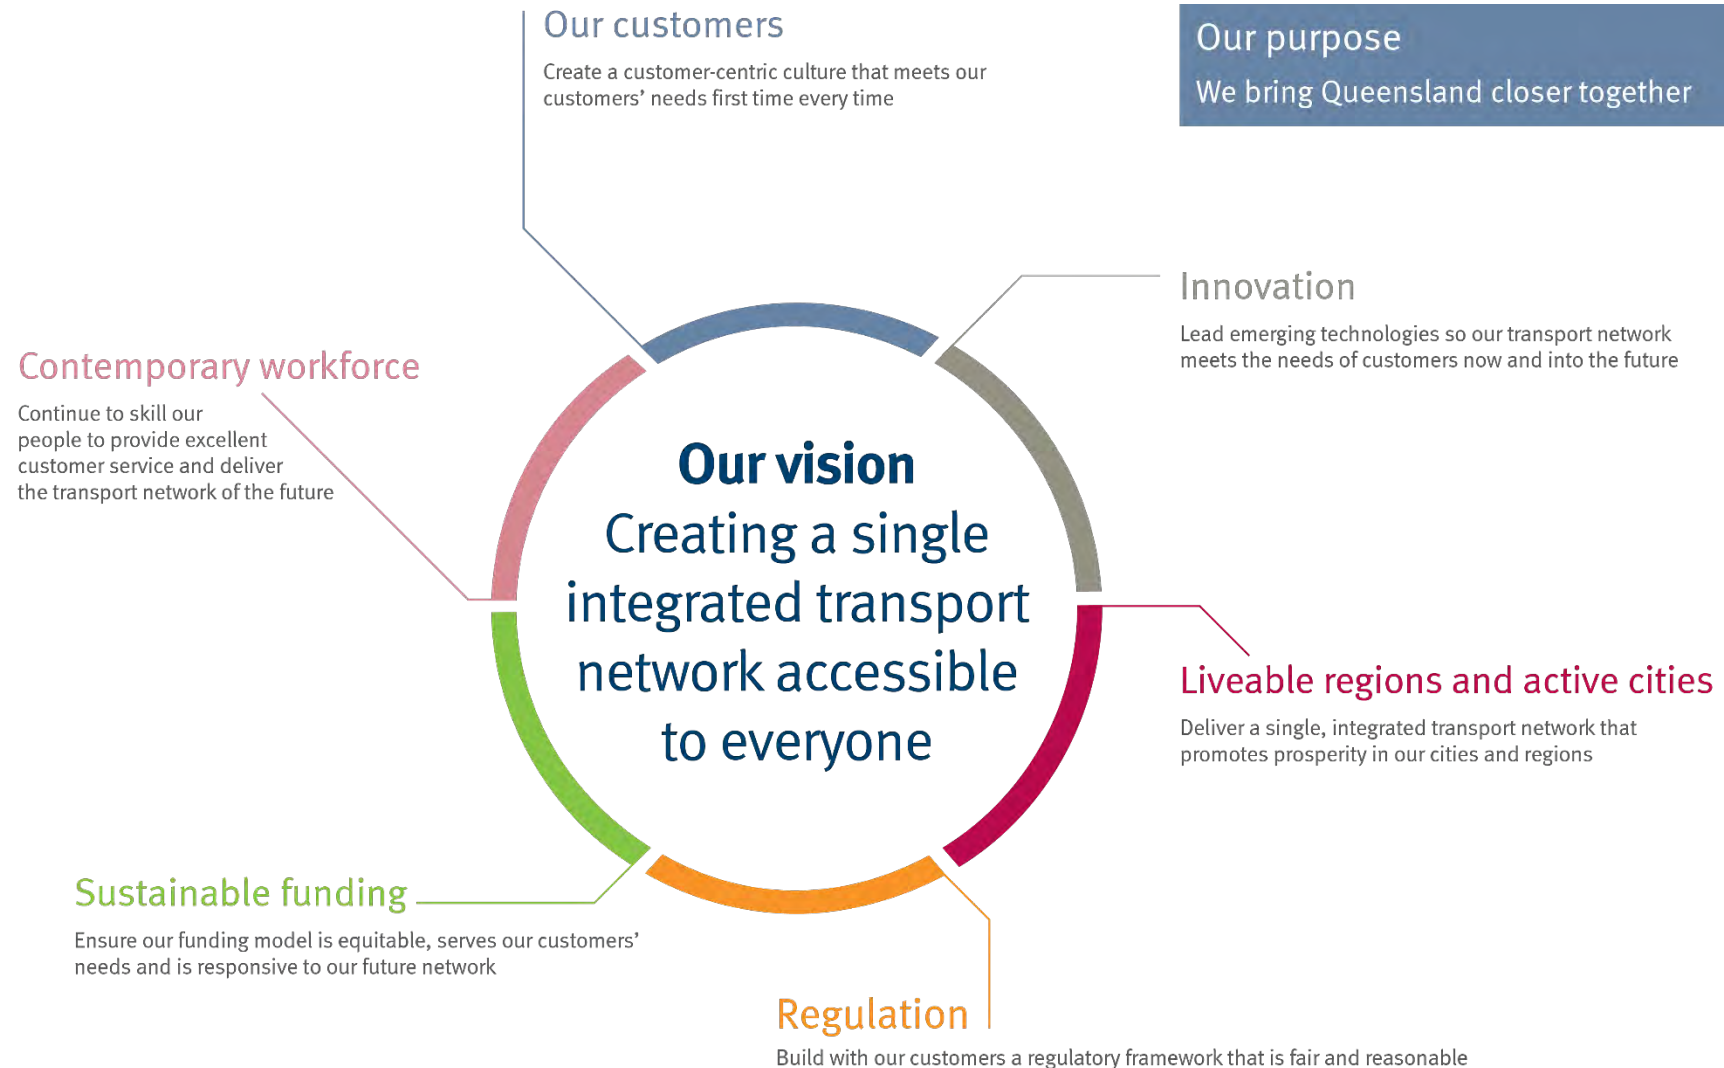 Our customers
Create a customer-centric culture that meets our
customers’ needs first time every time
Our purpose
We bring Queensland closer together
Innovation
Lead emerging technologies so our transport network
meets the needs of customers now and into the future
Contemporary workforce
Continue to skill our
people to provide excellent
customer service and deliver
the transport network of the future
Our vision
Creating a single
integrated transport
network accessible
to everyone
Liveable regions and active cities
Deliver a single, integrated transport network that
promotes prosperity in our cities and regions
Sustainable funding
Ensure our funding model is equitable, serves our customers’
needs and is responsive to our future network
Regulation
Build with our customers a regulatory framework that is fair and reasonable